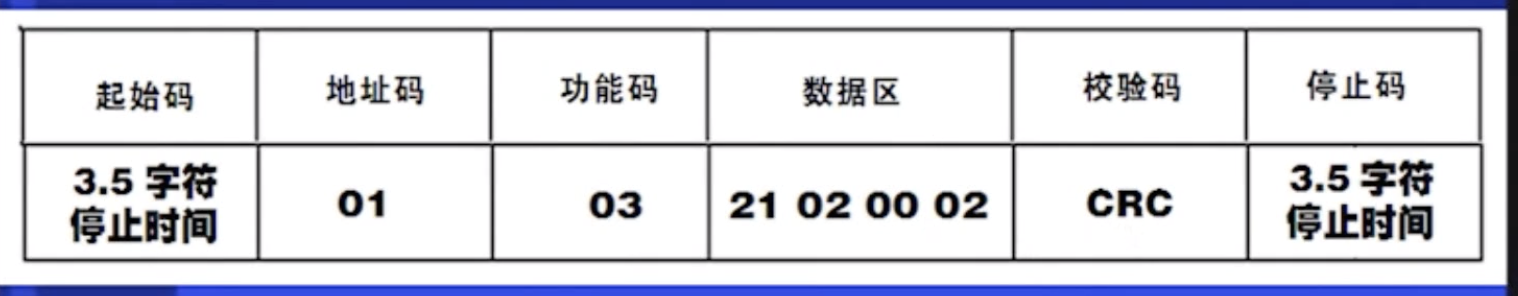 起始码 地址码 功能码 数据区 校验码 停止码
3.5 字符 01 03 21 02 00 02 CRC 3.5 字符
停止时间 停止时间